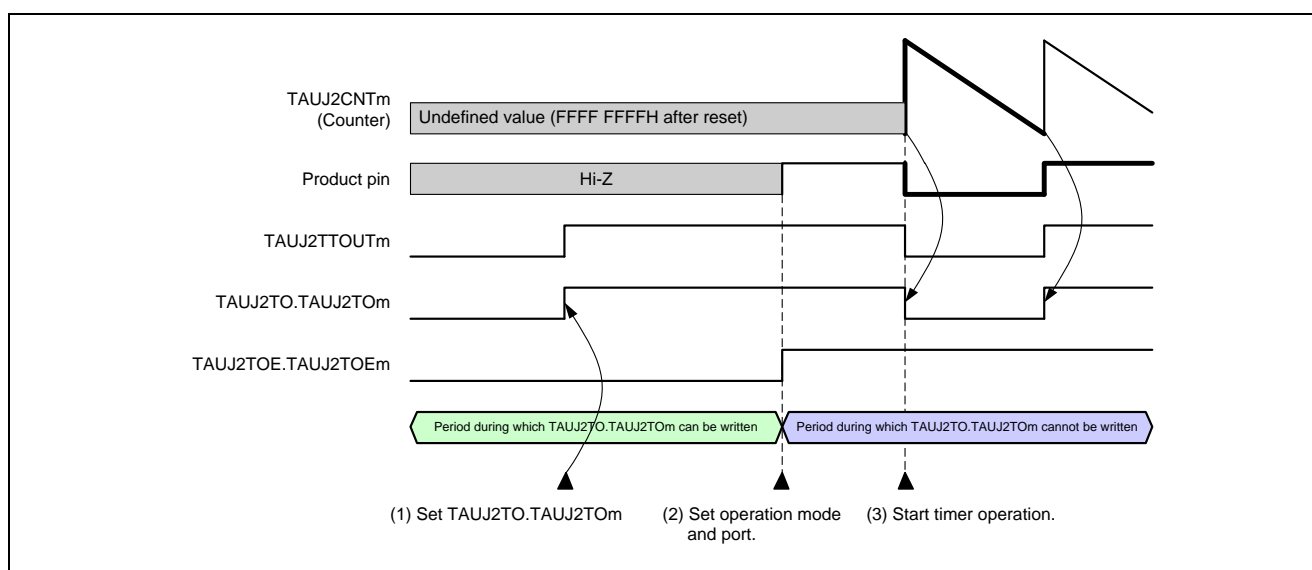 TAUJ2CNTm
(Counter)
Undefined value (FFFF FFFFH after reset)
Product pin
Hi-Z
TAUJ2TTOUTm
TAUJ2TO.TAUJ2TOm
TAUJ2TOE.TAUJ2TOEm
Period during which TAUJ2TO.TAUJ2TOm can be written
Period during which TAUJ2TO.TAUJ2TOm cannot be written
(1) Set TAUJ2TO.TAUJ2TOm
(2) Set operation mode
and port.
(3) Start timer operation.